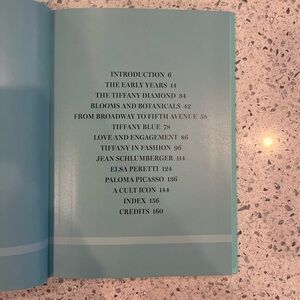 INTRODUCTION 6
THE EARLY YEARS 14
THE TIFFANY DIAMOND 34
BLOOMS AND BOTANICALS 42
FROM BROADWAY TO FIFTH AVENUE 58
TIFFANY BLUE 78
LOVE AND ENGAGEMENT 86
TIFFANY IN FASHION 96
JEAN SCHLUMBERGER 114
ELSA PERETTI 124
PALOMA PICASSO 136
A CULT ICON 144
INDEX 156
CREDITS 160